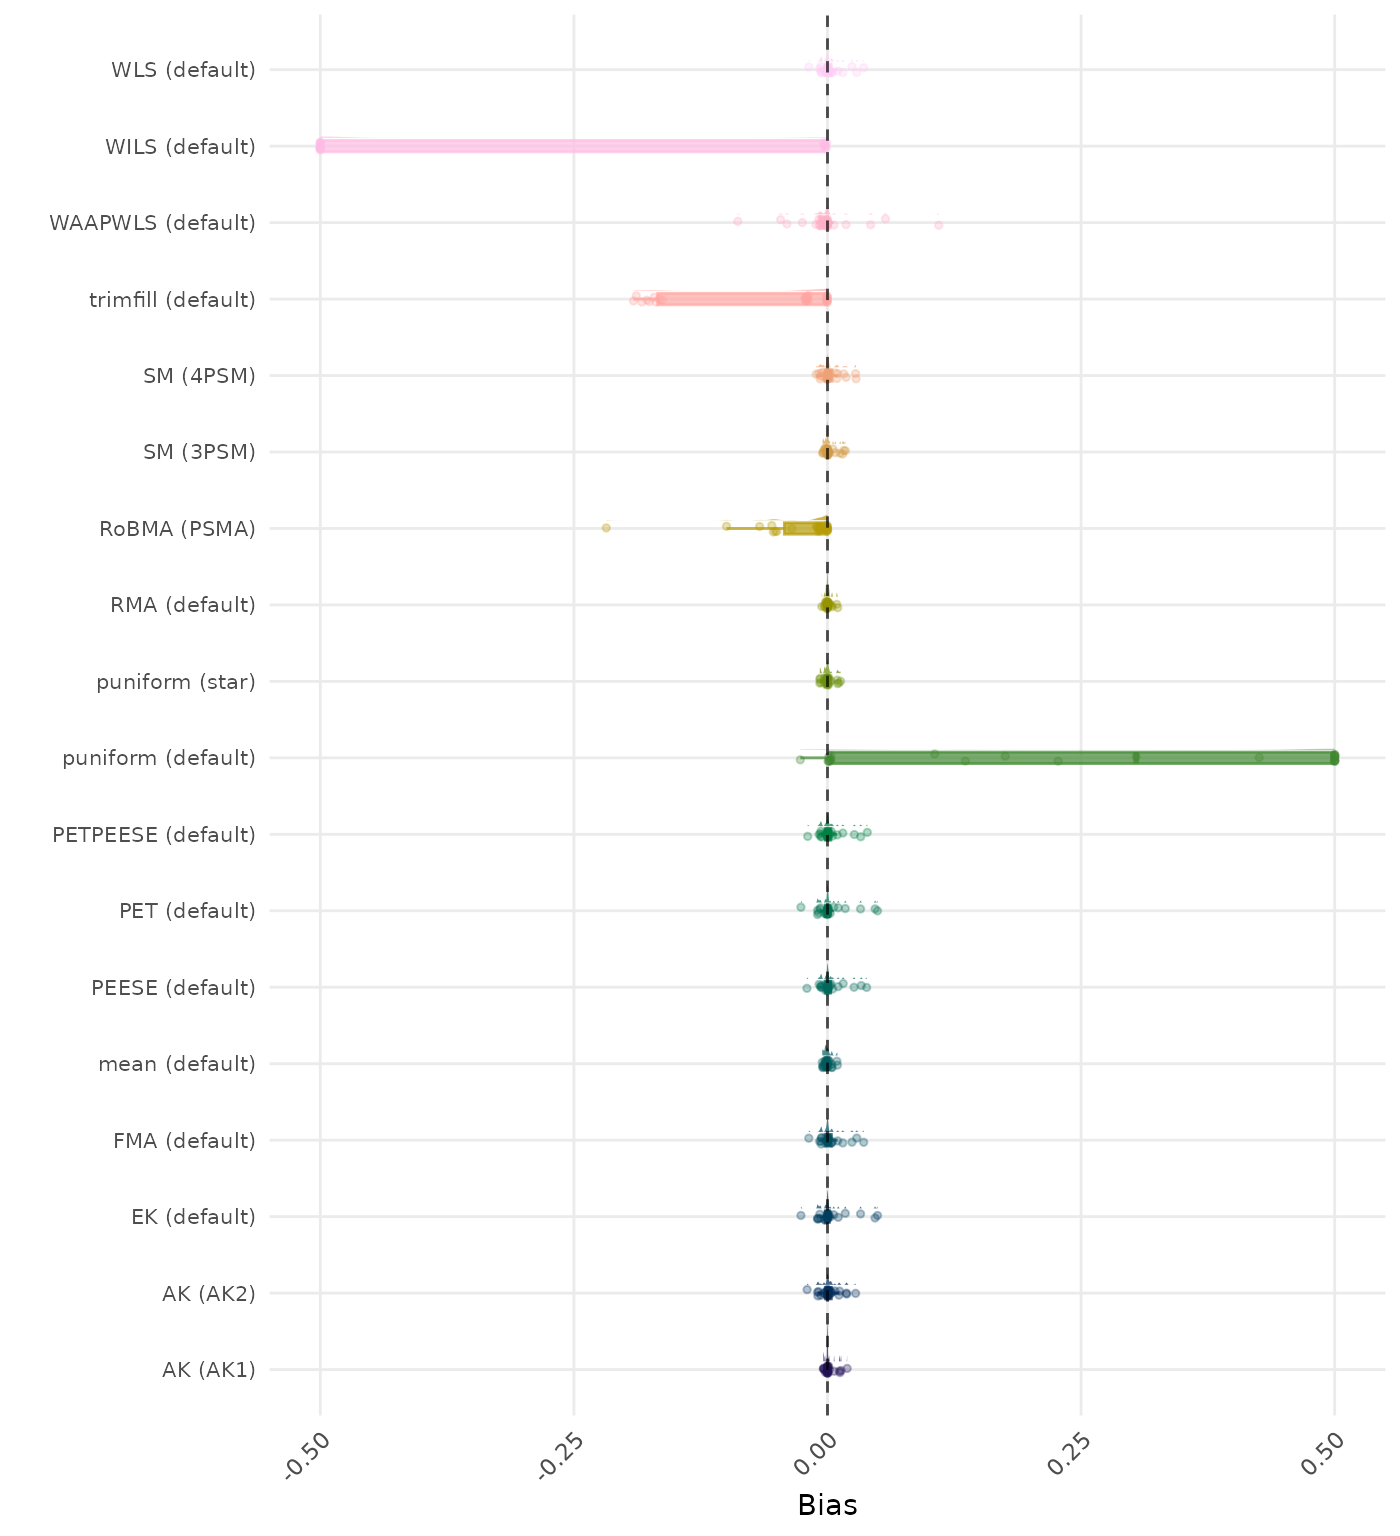 WLS (default)
WILS (default)
WAAPWLS (default)
trimfill (default)
SM (4PSM)
SM (3PSM)
RoBMA (PSMA)
RMA (default)
puniform (star)
puniform (default)
PETPEESE (default)
PET (default)
PEESE (default)
mean (default)
FMA (default)
EK (default)
AK (AK2)
AK (AK1)
-0.50 -0.25 0.00 0.25 0.50
Bias